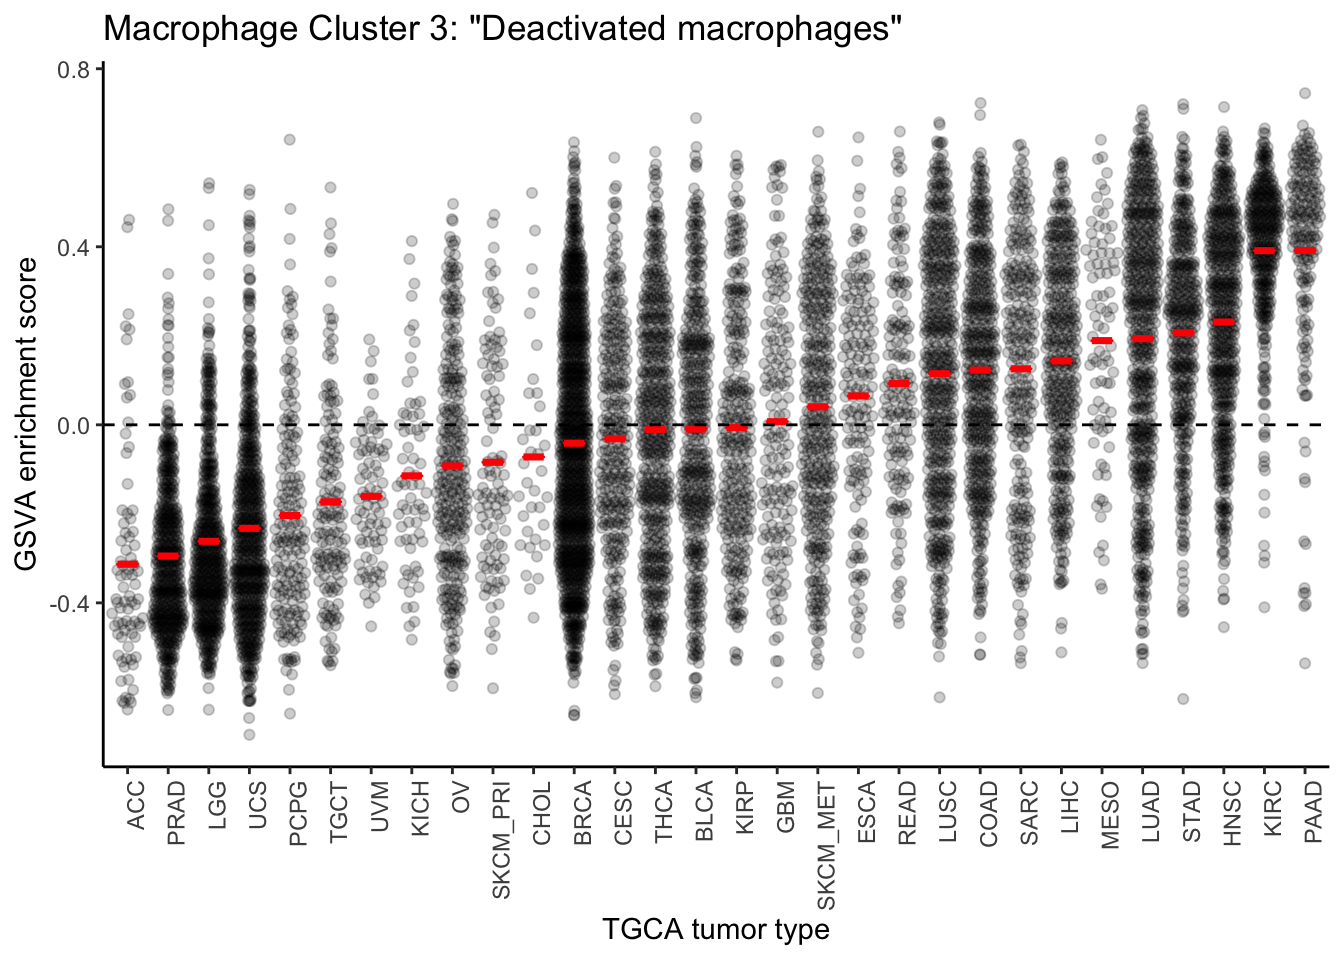 Macrophage Cluster 3: "Deactivated macrophages"
GSVA enrichment score
0.8
0.4
0.0
-0.4
ACC
PRAD
LGG
UCS
PCPG
TGCT
UVM
KICH
OV
SKCM_PRI
CHOL
BRCA
CESC
THCA
BLCA
KIRP
GBM
SKCM_MET
ESCA
READ
LUSC
COAD
SARC
LIHC
MESO
LUAD
STAD
HNSC
KIRC
PAAD
TGCA tumor type